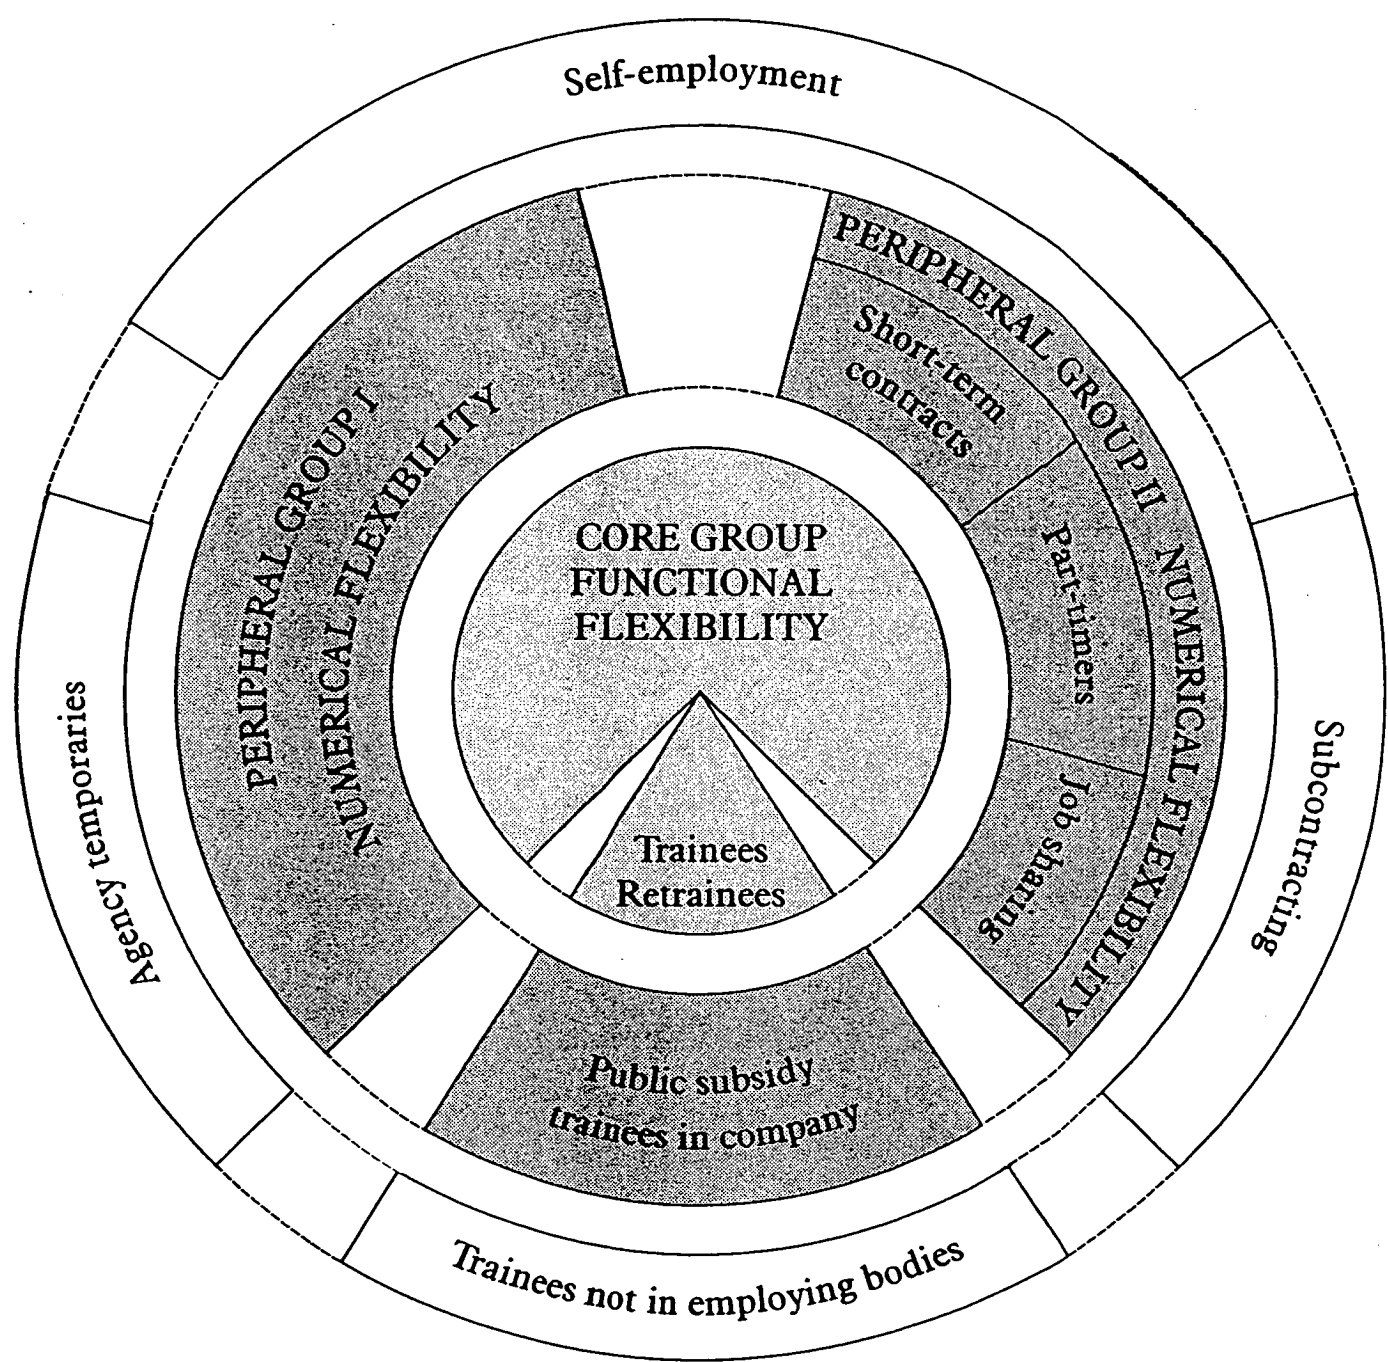 Self-employment
PERIPHERAL GROUP II NUMERICAL FLEXIBILITY
Short-term
contracts
Part-timers
Job sharing
PERIPHERAL GROUP I
NUMERICAL FLEXIBILITY
CORE GROUP
FUNCTIONAL
FLEXIBILITY
Trainees
Retrainees
Agency temporaries
Subcontracting
Public subsidy
trainees in company
Trainees not in employing bodies